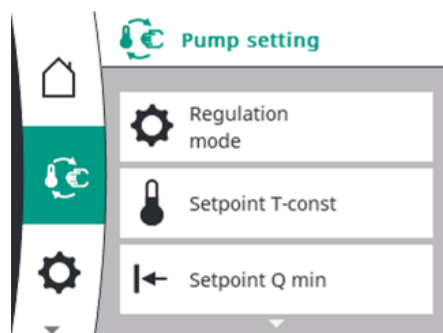 Pump setting
Regulation
mode
Setpoint T-const
Setpoint Q min